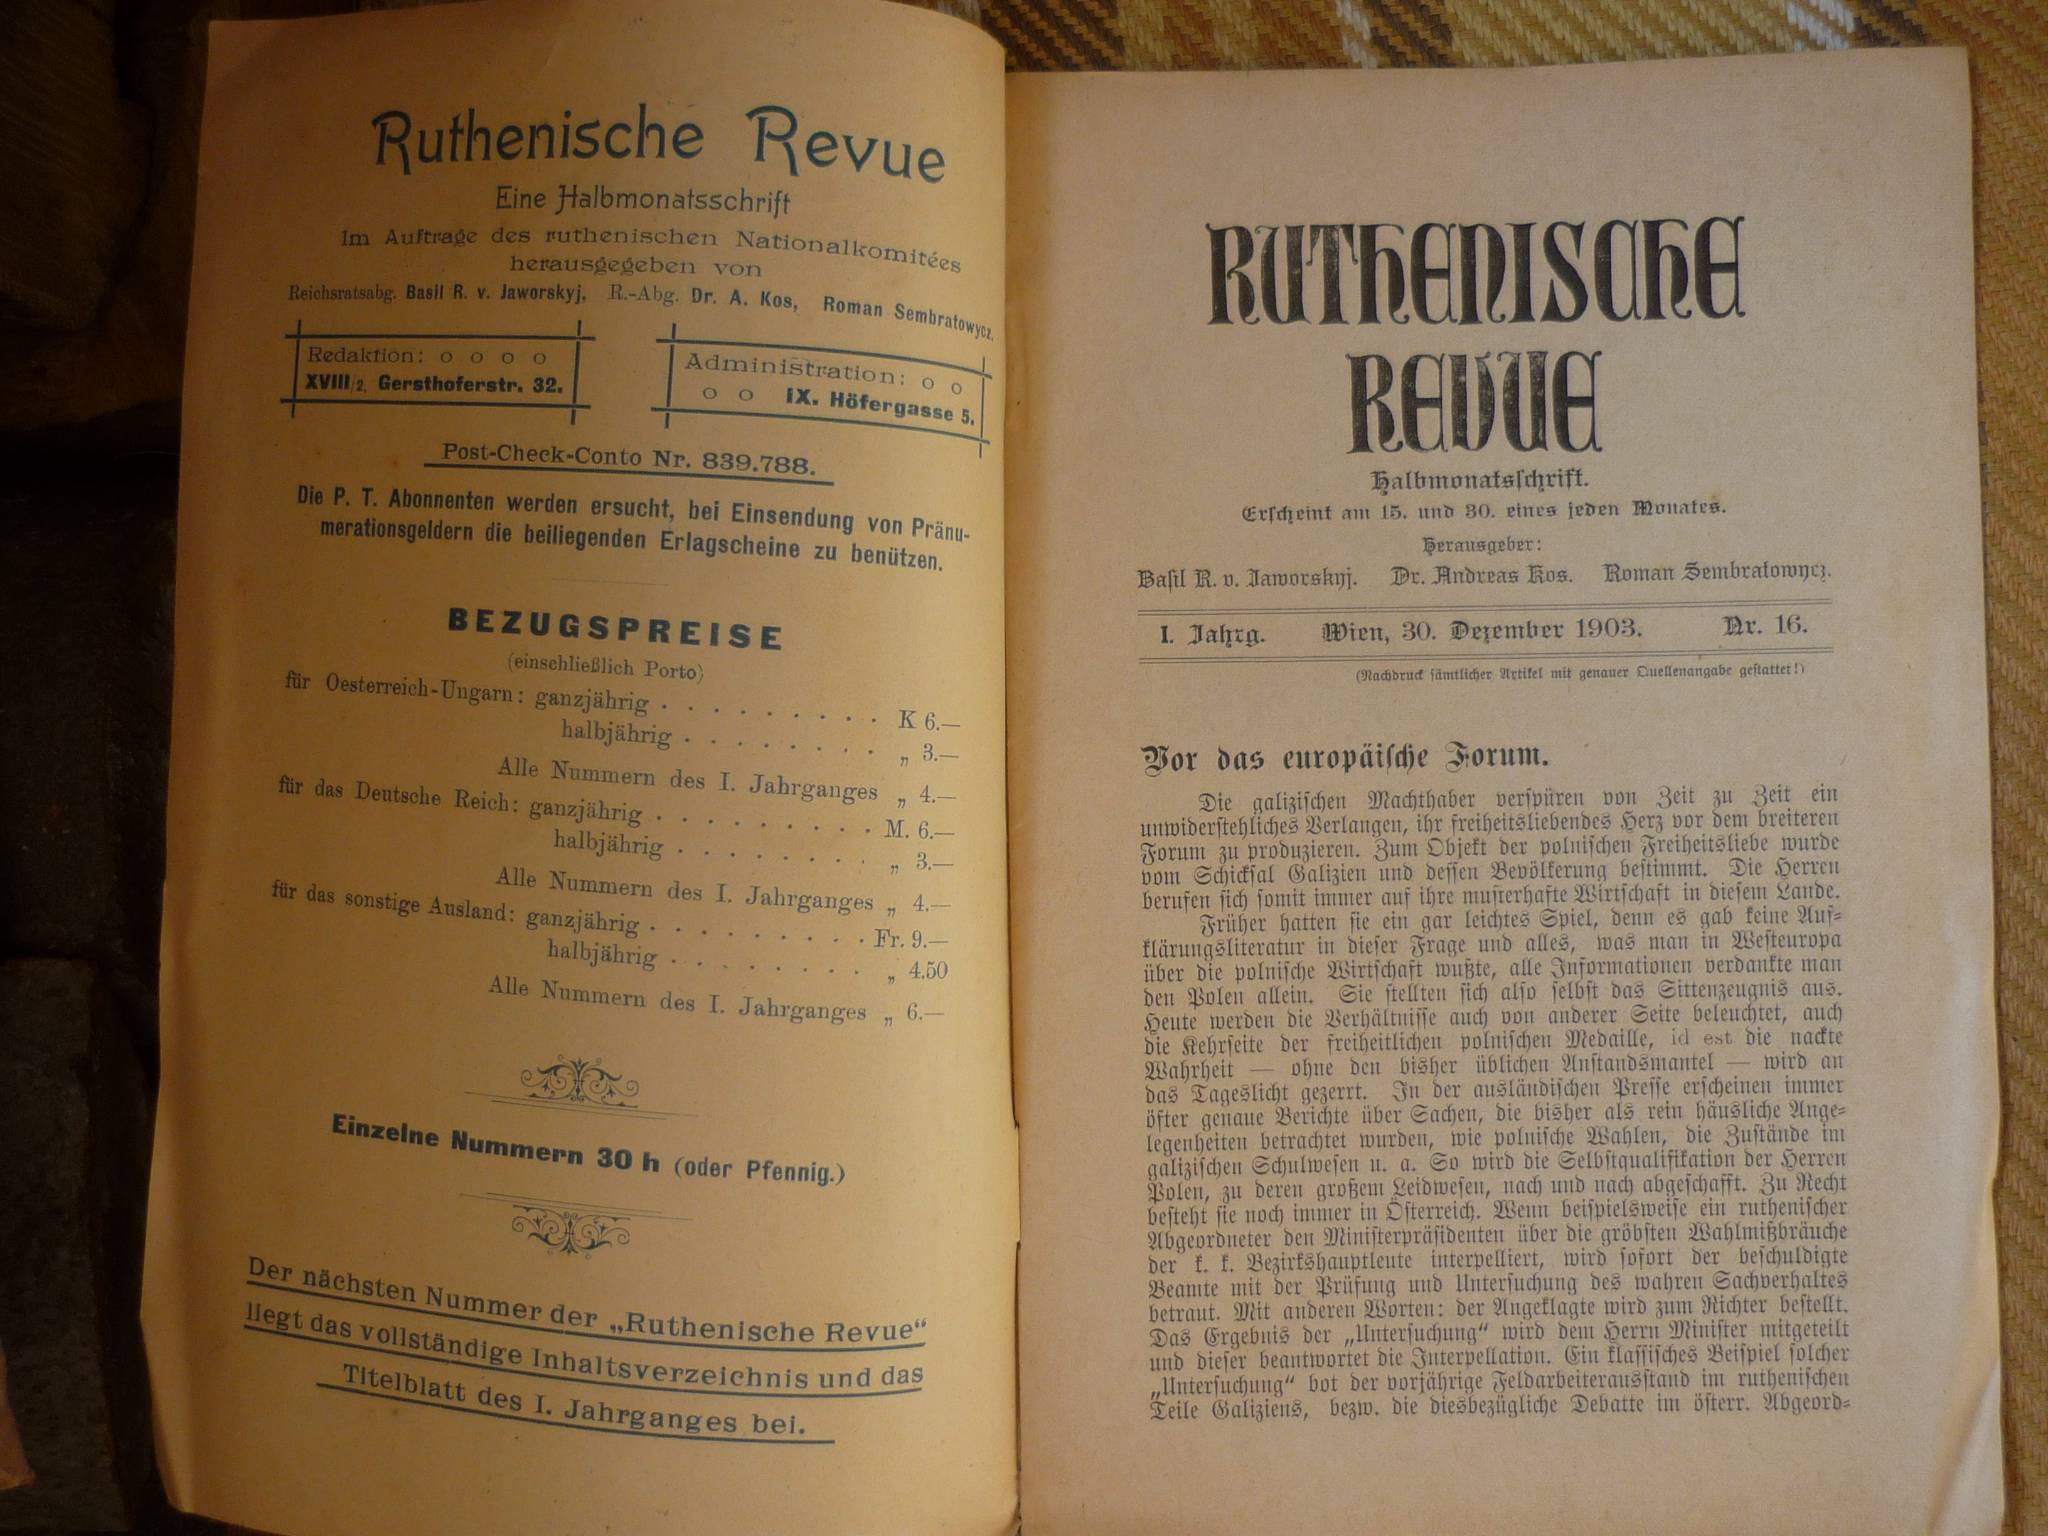 Ruthenische Revue
Eine Halbmonatsschrift
Im Auftrage des ruthenischen Nationalkomitées
herausgegeben von
Reichsratsabg. Basil R. v. Jaworskyj, R.-Abg. Dr. A. Kos, Roman Sembratowycz.
Redaktion: o o o o
XVIII/2, Gersthoferstr. 32.
Administration: o o
o o IX. Höfergasse 5.
Post-Check-Conto Nr. 839.788.
Die P. T. Abonnenten werden ersucht, bei Einsendung von Pränu-
merationsgeldern die beiliegenden Erlagscheine zu benützen.
BEZUGSPREISE
(einschließlich Porto)
für Oesterreich-Ungarn: ganzjährig . . . . . . . . . K 6.—
halbjährig . . . . . . . . „ 3.—
Alle Nummern des I. Jahrganges „ 4.—
für das Deutsche Reich: ganzjährig . . . . . . . . . M. 6.—
halbjährig . . . . . . . . „ 3.—
Alle Nummern des I. Jahrganges „ 4.—
für das sonstige Ausland: ganzjährig . . . . . . . . . Fr. 9.—
halbjährig . . . . . . . . „ 4.50
Alle Nummern des I. Jahrganges „ 6.—
Einzelne Nummern 30 h (oder Pfennig.)
Der nächsten Nummer der „Ruthenische Revue“
liegt das vollständige Inhaltsverzeichnis und das
Titelblatt des I. Jahrganges bei.
RUTHENISCHE
REVUE
Halbmonatsſchrift.
Erſcheint am 15. und 30. eines jeden Monates.
Herausgeber:
Baſil R. v. Jaworskyj. Dr. Andreas Kos. Roman Sembratowycz.
I. Jahrg. Wien, 30. Dezember 1903. Nr. 16.
(Nachdruck ſämtlicher Artikel mit genauer Quellenangabe geſtattet!)
Vor das europäiſche Forum.
Die galiziſchen Machthaber verſpüren von Zeit zu Zeit ein
unwiderſtehliches Verlangen, ihr freiheitsliebendes Herz vor dem breiteren
Forum zu produzieren. Zum Objekt der polniſchen Freiheitsliebe wurde
vom Schickſal Galizien und deſſen Bevölkerung beſtimmt. Die Herren
berufen ſich ſomit immer auf ihre muſterhafte Wirtſchaft in dieſem Lande.
Früher hatten ſie ein gar leichtes Spiel, denn es gab keine Auf-
klärungsliteratur in dieſer Frage und alles, was man in Weſteuropa
über die polniſche Wirtſchaft wußte, alle Informationen verdankte man
den Polen allein. Sie ſtellten ſich alſo ſelbſt das Sittenzeugnis aus.
Heute werden die Verhältniſſe auch von anderer Seite beleuchtet, auch
die Kehrſeite der freiheitlichen polniſchen Medaille, id est die nackte
Wahrheit — ohne den bisher üblichen Anſtandsmantel — wird an
das Tageslicht gezerrt. In der ausländiſchen Preſſe erſcheinen immer
öfter genaue Berichte über Sachen, die bisher als rein häusliche Ange-
legenheiten betrachtet wurden, wie polniſche Wahlen, die Zuſtände im
galiziſchen Schulweſen u. a. So wird die Selbſtqualifikation der Herren
Polen, zu deren großem Leidweſen, nach und nach abgeſchafft. Zu Recht
beſteht ſie noch immer in Öſterreich. Wenn beiſpielsweiſe ein rutheniſcher
Abgeordneter den Miniſterpräſidenten über die gröbſten Wahlmißbräuche
der k. k. Bezirkshauptleute interpelliert, wird ſofort der beſchuldigte
Beamte mit der Prüfung und Unterſuchung des wahren Sachverhaltes
betraut. Mit anderen Worten: der Angeklagte wird zum Richter beſtellt.
Das Ergebnis der „Unterſuchung“ wird dem Herrn Miniſter mitgeteilt
und dieſer beantwortet die Interpellation. Ein klaſſiſches Beiſpiel ſolcher
„Unterſuchung“ bot der vorjährige Feldarbeiterausſtand im rutheniſchen
Teile Galiziens, bezw. die diesbezügliche Debatte im öſterr. Abgeord-